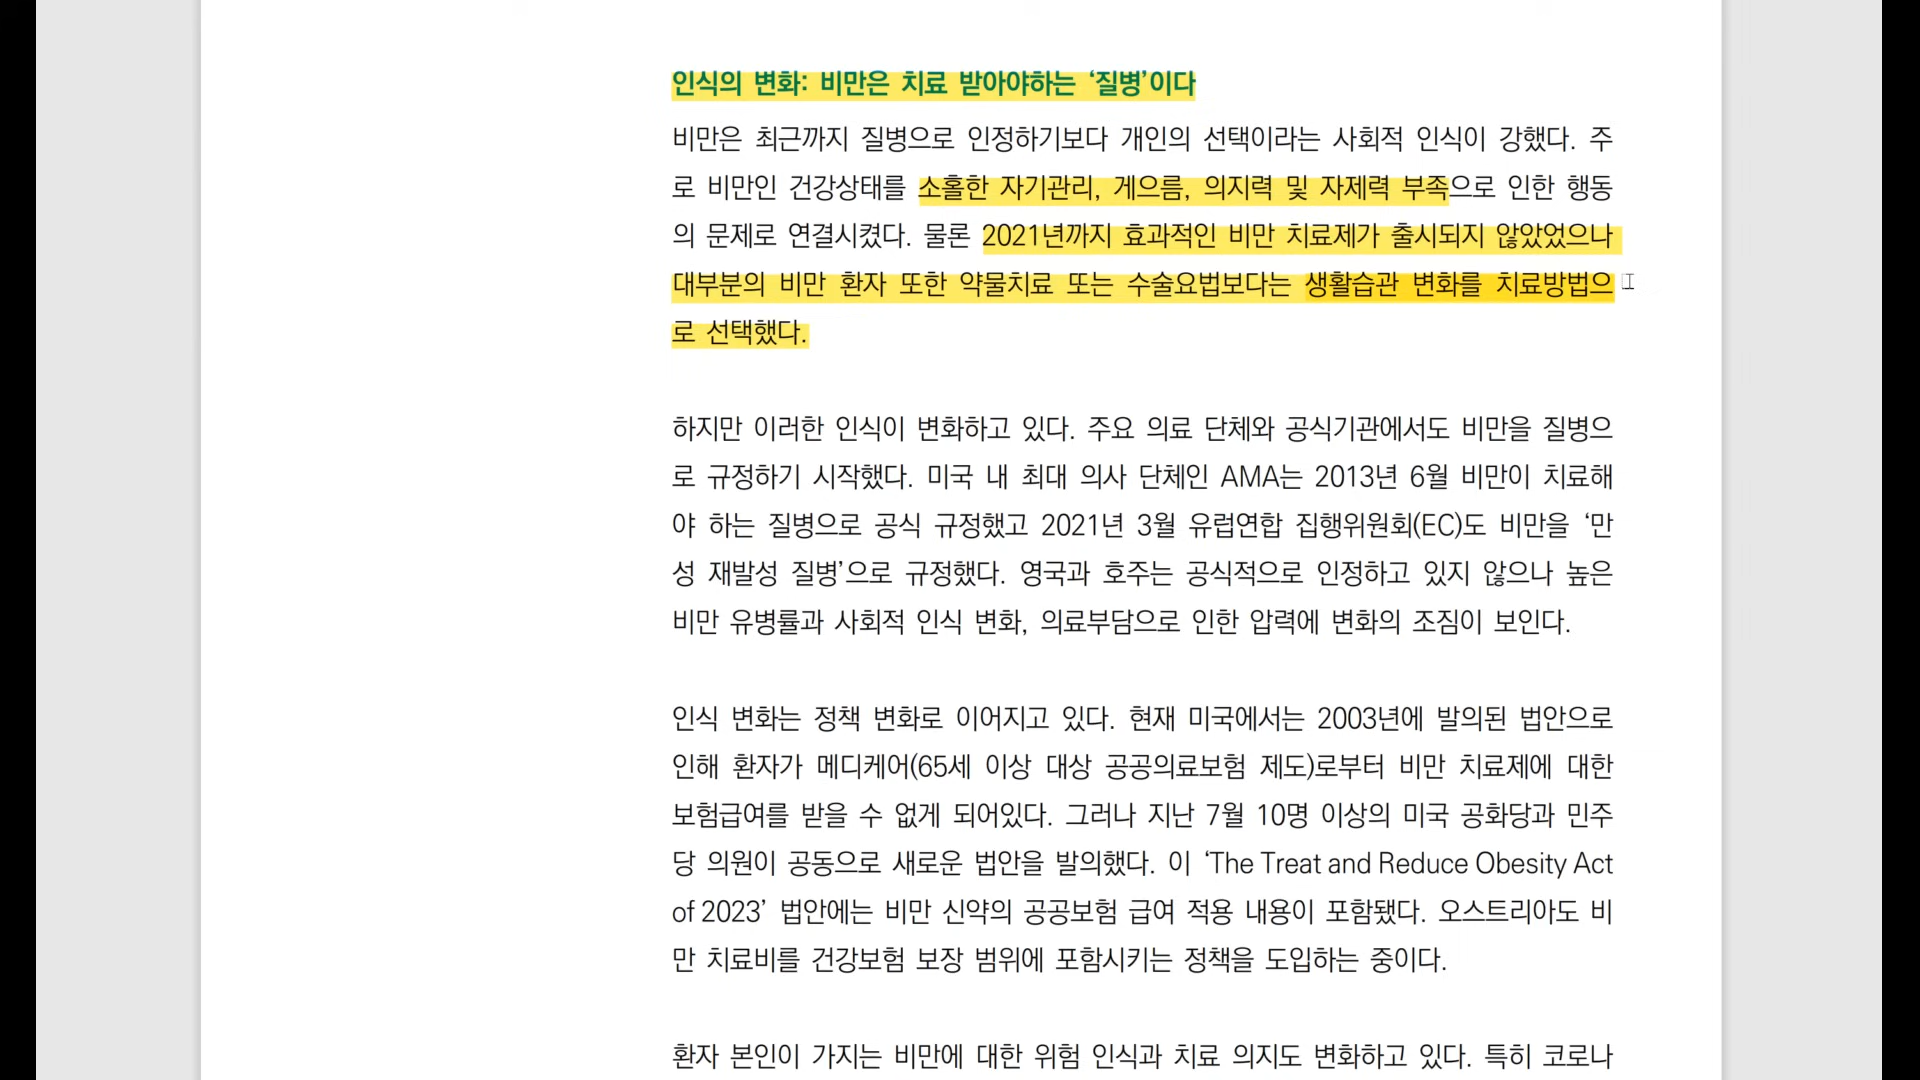 인식의 변화: 비만은 치료 받아야하는 ‘질병’이다
비만은 최근까지 질병으로 인정하기보다 개인의 선택이라는 사회적 인식이 강했다. 주
로 비만인 건강상태를 소홀한 자기관리, 게으름, 의지력 및 자제력 부족으로 인한 행동
의 문제로 연결시켰다. 물론 2021년까지 효과적인 비만 치료제가 출시되지 않았었으나
대부분의 비만 환자 또한 약물치료 또는 수술요법보다는 생활습관 변화를 치료방법으
로 선택했다.
하지만 이러한 인식이 변화하고 있다. 주요 의료 단체와 공식기관에서도 비만을 질병으
로 규정하기 시작했다. 미국 내 최대 의사 단체인 AMA는 2013년 6월 비만이 치료해
야 하는 질병으로 공식 규정했고 2021년 3월 유럽연합 집행위원회(EC)도 비만을 ‘만
성 재발성 질병’으로 규정했다. 영국과 호주는 공식적으로 인정하고 있지 않으나 높은
비만 유병률과 사회적 인식 변화, 의료부담으로 인한 압력에 변화의 조짐이 보인다.
인식 변화는 정책 변화로 이어지고 있다. 현재 미국에서는 2003년에 발의된 법안으로
인해 환자가 메디케어(65세 이상 대상 공공의료보험 제도)로부터 비만 치료제에 대한
보험급여를 받을 수 없게 되어있다. 그러나 지난 7월 10명 이상의 미국 공화당과 민주
당 의원이 공동으로 새로운 법안을 발의했다. 이 ‘The Treat and Reduce Obesity Act
of 2023’ 법안에는 비만 신약의 공공보험 급여 적용 내용이 포함됐다. 오스트리아도 비
만 치료비를 건강보험 보장 범위에 포함시키는 정책을 도입하는 중이다.
환자 본인이 가지는 비만에 대한 위험 인식과 치료 의지도 변화하고 있다. 특히 코로나